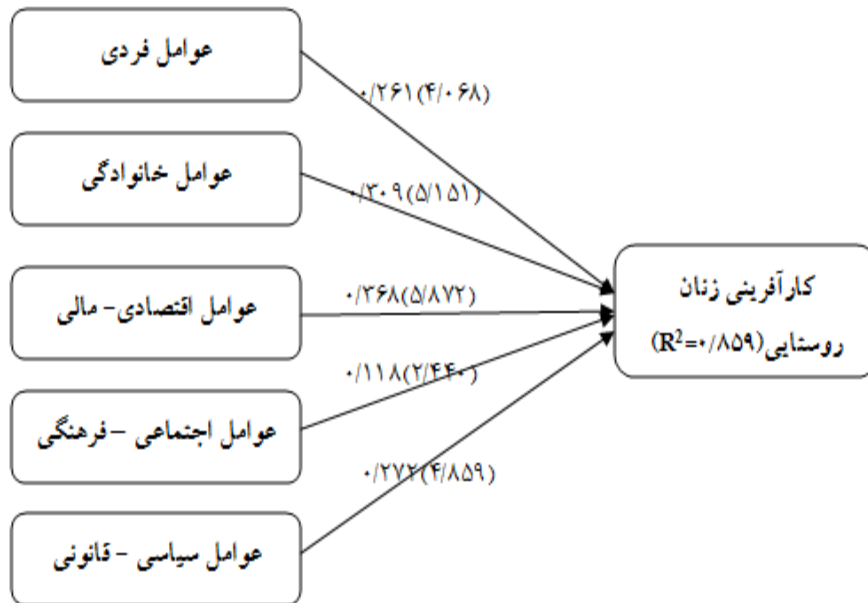 عوامل فردی
۰/۲۶۱(۴/۰۶۸)
عوامل خانوادگی
۰/۳۰۹(۵/۱۵۱)
عوامل اقتصادی- مالی
۰/۳۶۸(۵/۸۷۲)
کارآفرینی زنان
روستایی(R²=۰/۸۵۹)
عوامل اجتماعی –فرهنگی
۰/۱۱۸(۲/۴۴۰)
عوامل سیاسی - قانونی
۰/۲۷۲(۴/۸۵۹)